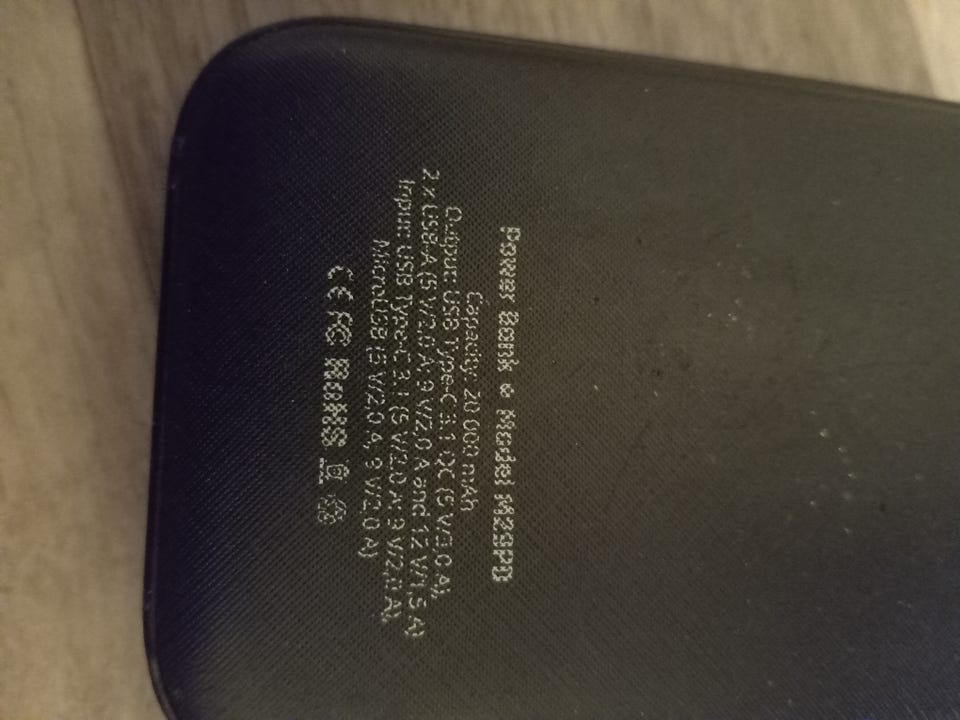 Power Bank • Model M29PD
Capacity: 20 000 mAh
Output: USB Type-C 3.1 QC (5 V/3.0 A),
2 x USB-A (5 V/2.0 A, 9 V/2.0 A and 12 V/1.5 A)
Input: USB Type-C 3.1 (5 V/2.0 A, 9 V/2.0 A),
MicroUSB (5 V/2.0 A, 9 V/2.0 A)
CE FC RoHS